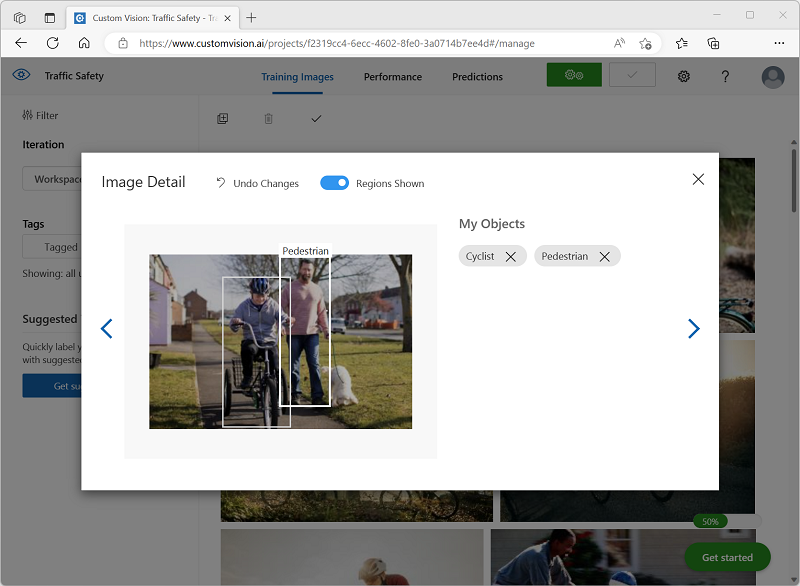 Custom Vision: Traffic Safety - Tr
https://www.customvision.ai/projects/f2319cc4-6ecc-4602-8fe0-3a0714b7ee4d#/manage
Traffic Safety
Training Images
Performance
Predictions
?
Filter
Iteration
Workspac
Tags
Tagged
Showing: all u
Suggested
Quickly label y
with suggeste
Get su
Image Detail
Undo Changes
Regions Shown
Pedestrian
My Objects
Cyclist
Pedestrian
50%
Get started